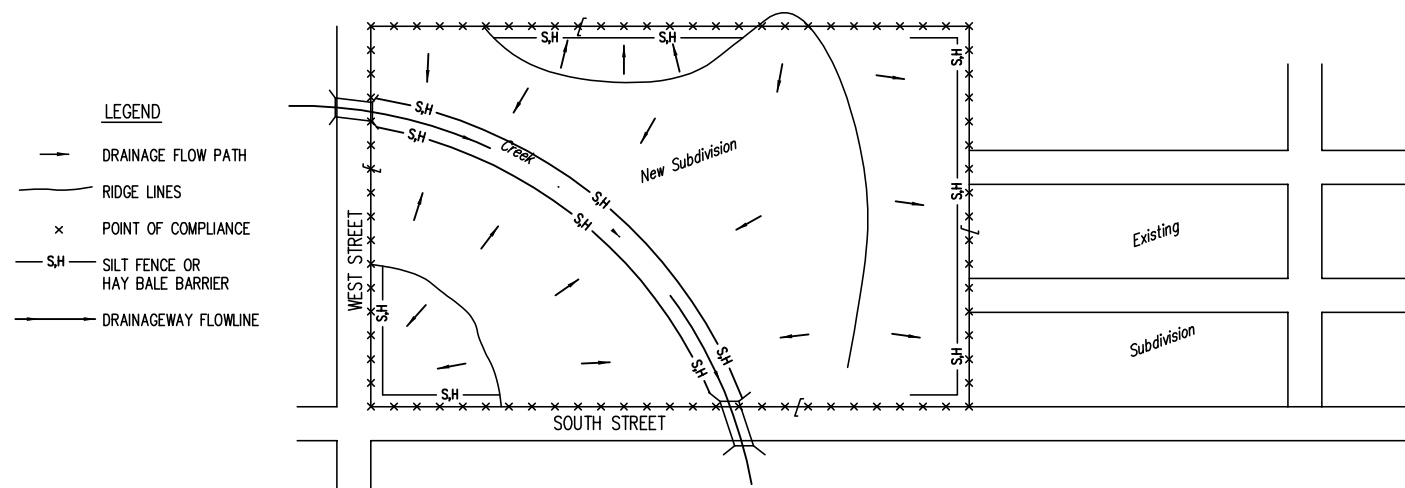 LEGEND
DRAINAGE FLOW PATH
RIDGE LINES
x POINT OF COMPLIANCE
S,H SILT FENCE OR
HAY BALE BARRIER
DRAINAGEWAY FLOWLINE
S,H
S,H
S,H
S,H
S,H
Creek
New Subdivision
S,H
S,H
S,H
WEST STREET
Existing
S,H
S,H
S,H
S,H
Subdivision
S,H
SOUTH STREET